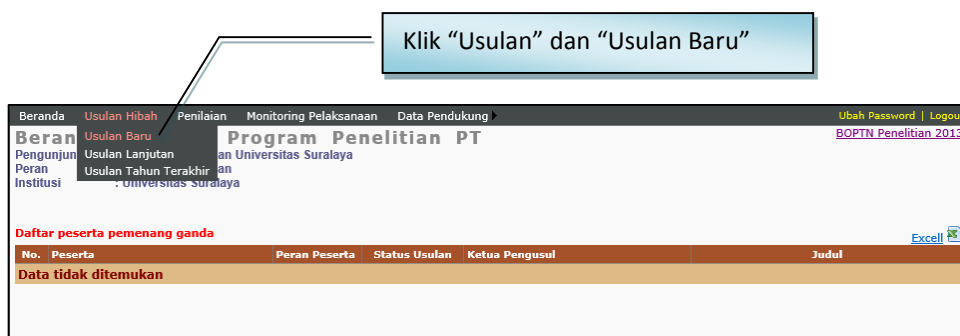 Klik “Usulan” dan “Usulan Baru”
Beranda Usulan Hibah Penilaian Monitoring Pelaksanaan Data Pendukung Ubah Password | Logou
Beran Program Penelitian PT BOPTN Penelitian 2013
Usulan Baru
Pengunjun an Universitas Suralaya
Usulan Lanjutan
Peran an
Usulan Tahun Terakhir
Institusi : Universitas Suralaya
Daftar peserta pemenang ganda
Excell
No. Peserta Peran Peserta Status Usulan Ketua Pengusul Judul
Data tidak ditemukan